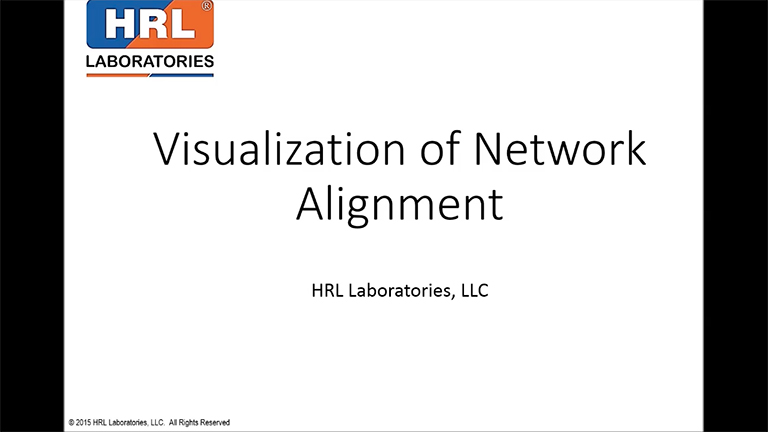 HRL®
LABORATORIES
Visualization of Network
Alignment
HRL Laboratories, LLC
© 2015 HRL Laboratories, LLC.  All Rights Reserved